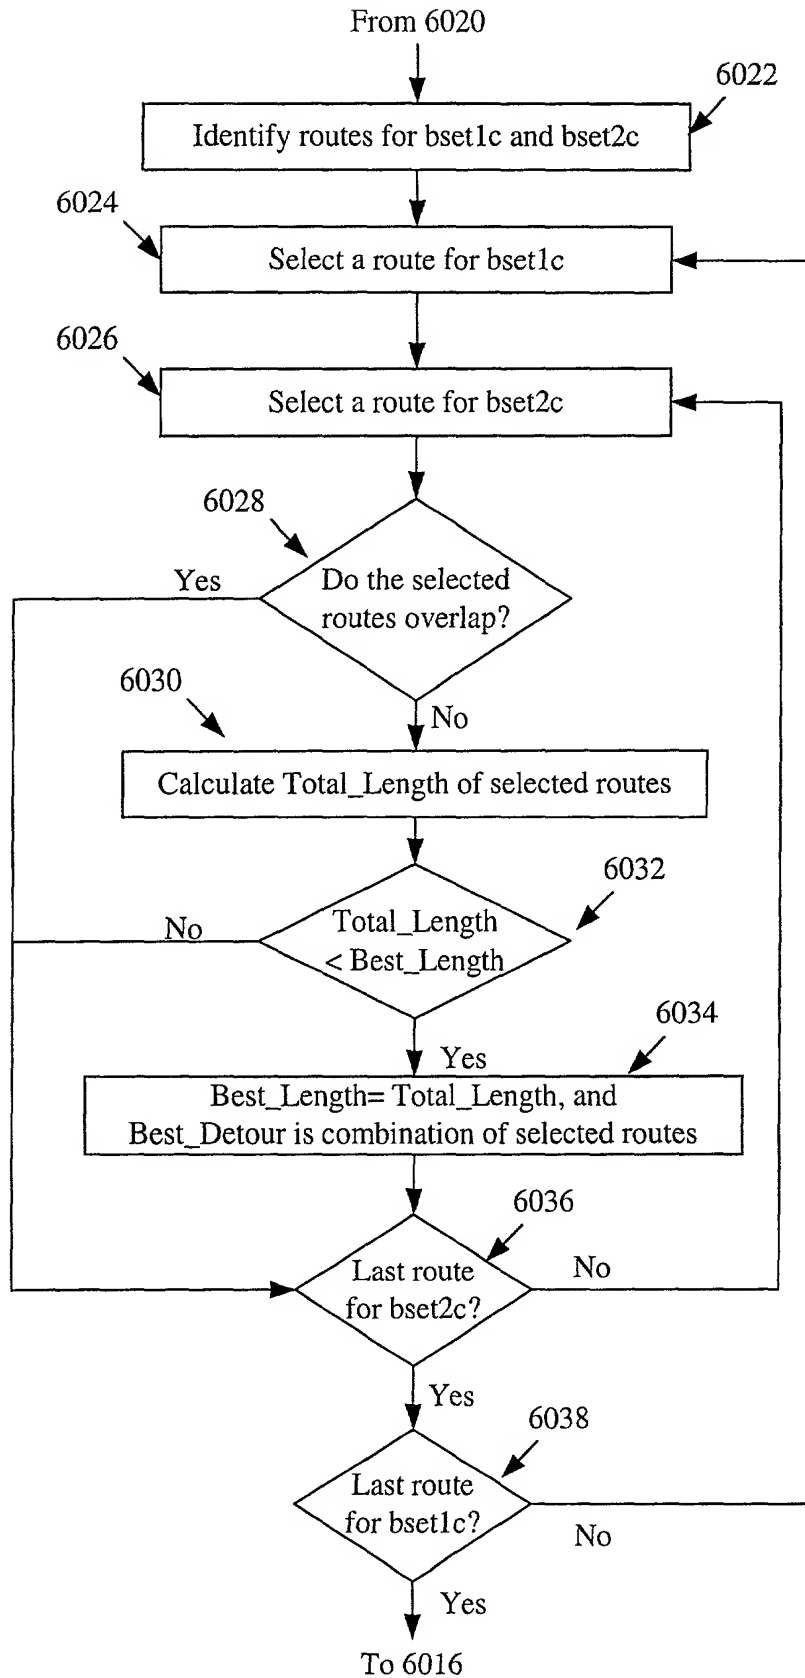 From 6020
6022
Identify routes for bset1c and bset2c
6024
Select a route for bset1c
6026
Select a route for bset2c
6028
Yes
Do the selected
routes overlap?
6030
No
Calculate Total_Length of selected routes
6032
No
Total_Length
< Best_Length
6034
Yes
Best_Length= Total_Length, and
Best_Detour is combination of selected routes
6036
Last route
for bset2c?
No
Yes
6038
Last route
for bset1c?
No
Yes
To 6016